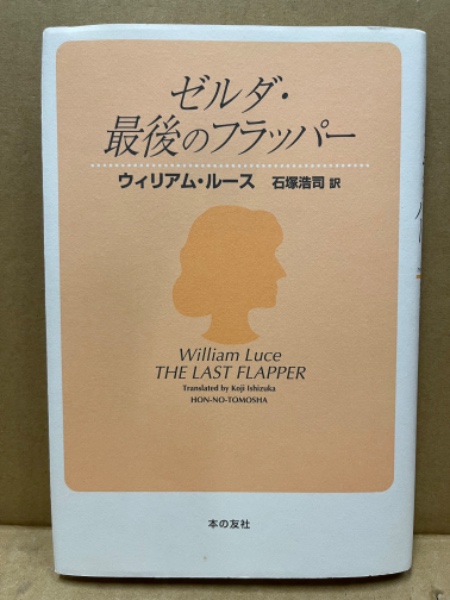 ゼルダ・
最後のフラッパー
ウィリアム・ルース 石塚浩司 訳
William Luce
THE LAST FLAPPER
Translated by Koji Ishizuka
HON-NO-TOMOSHA
本の友社